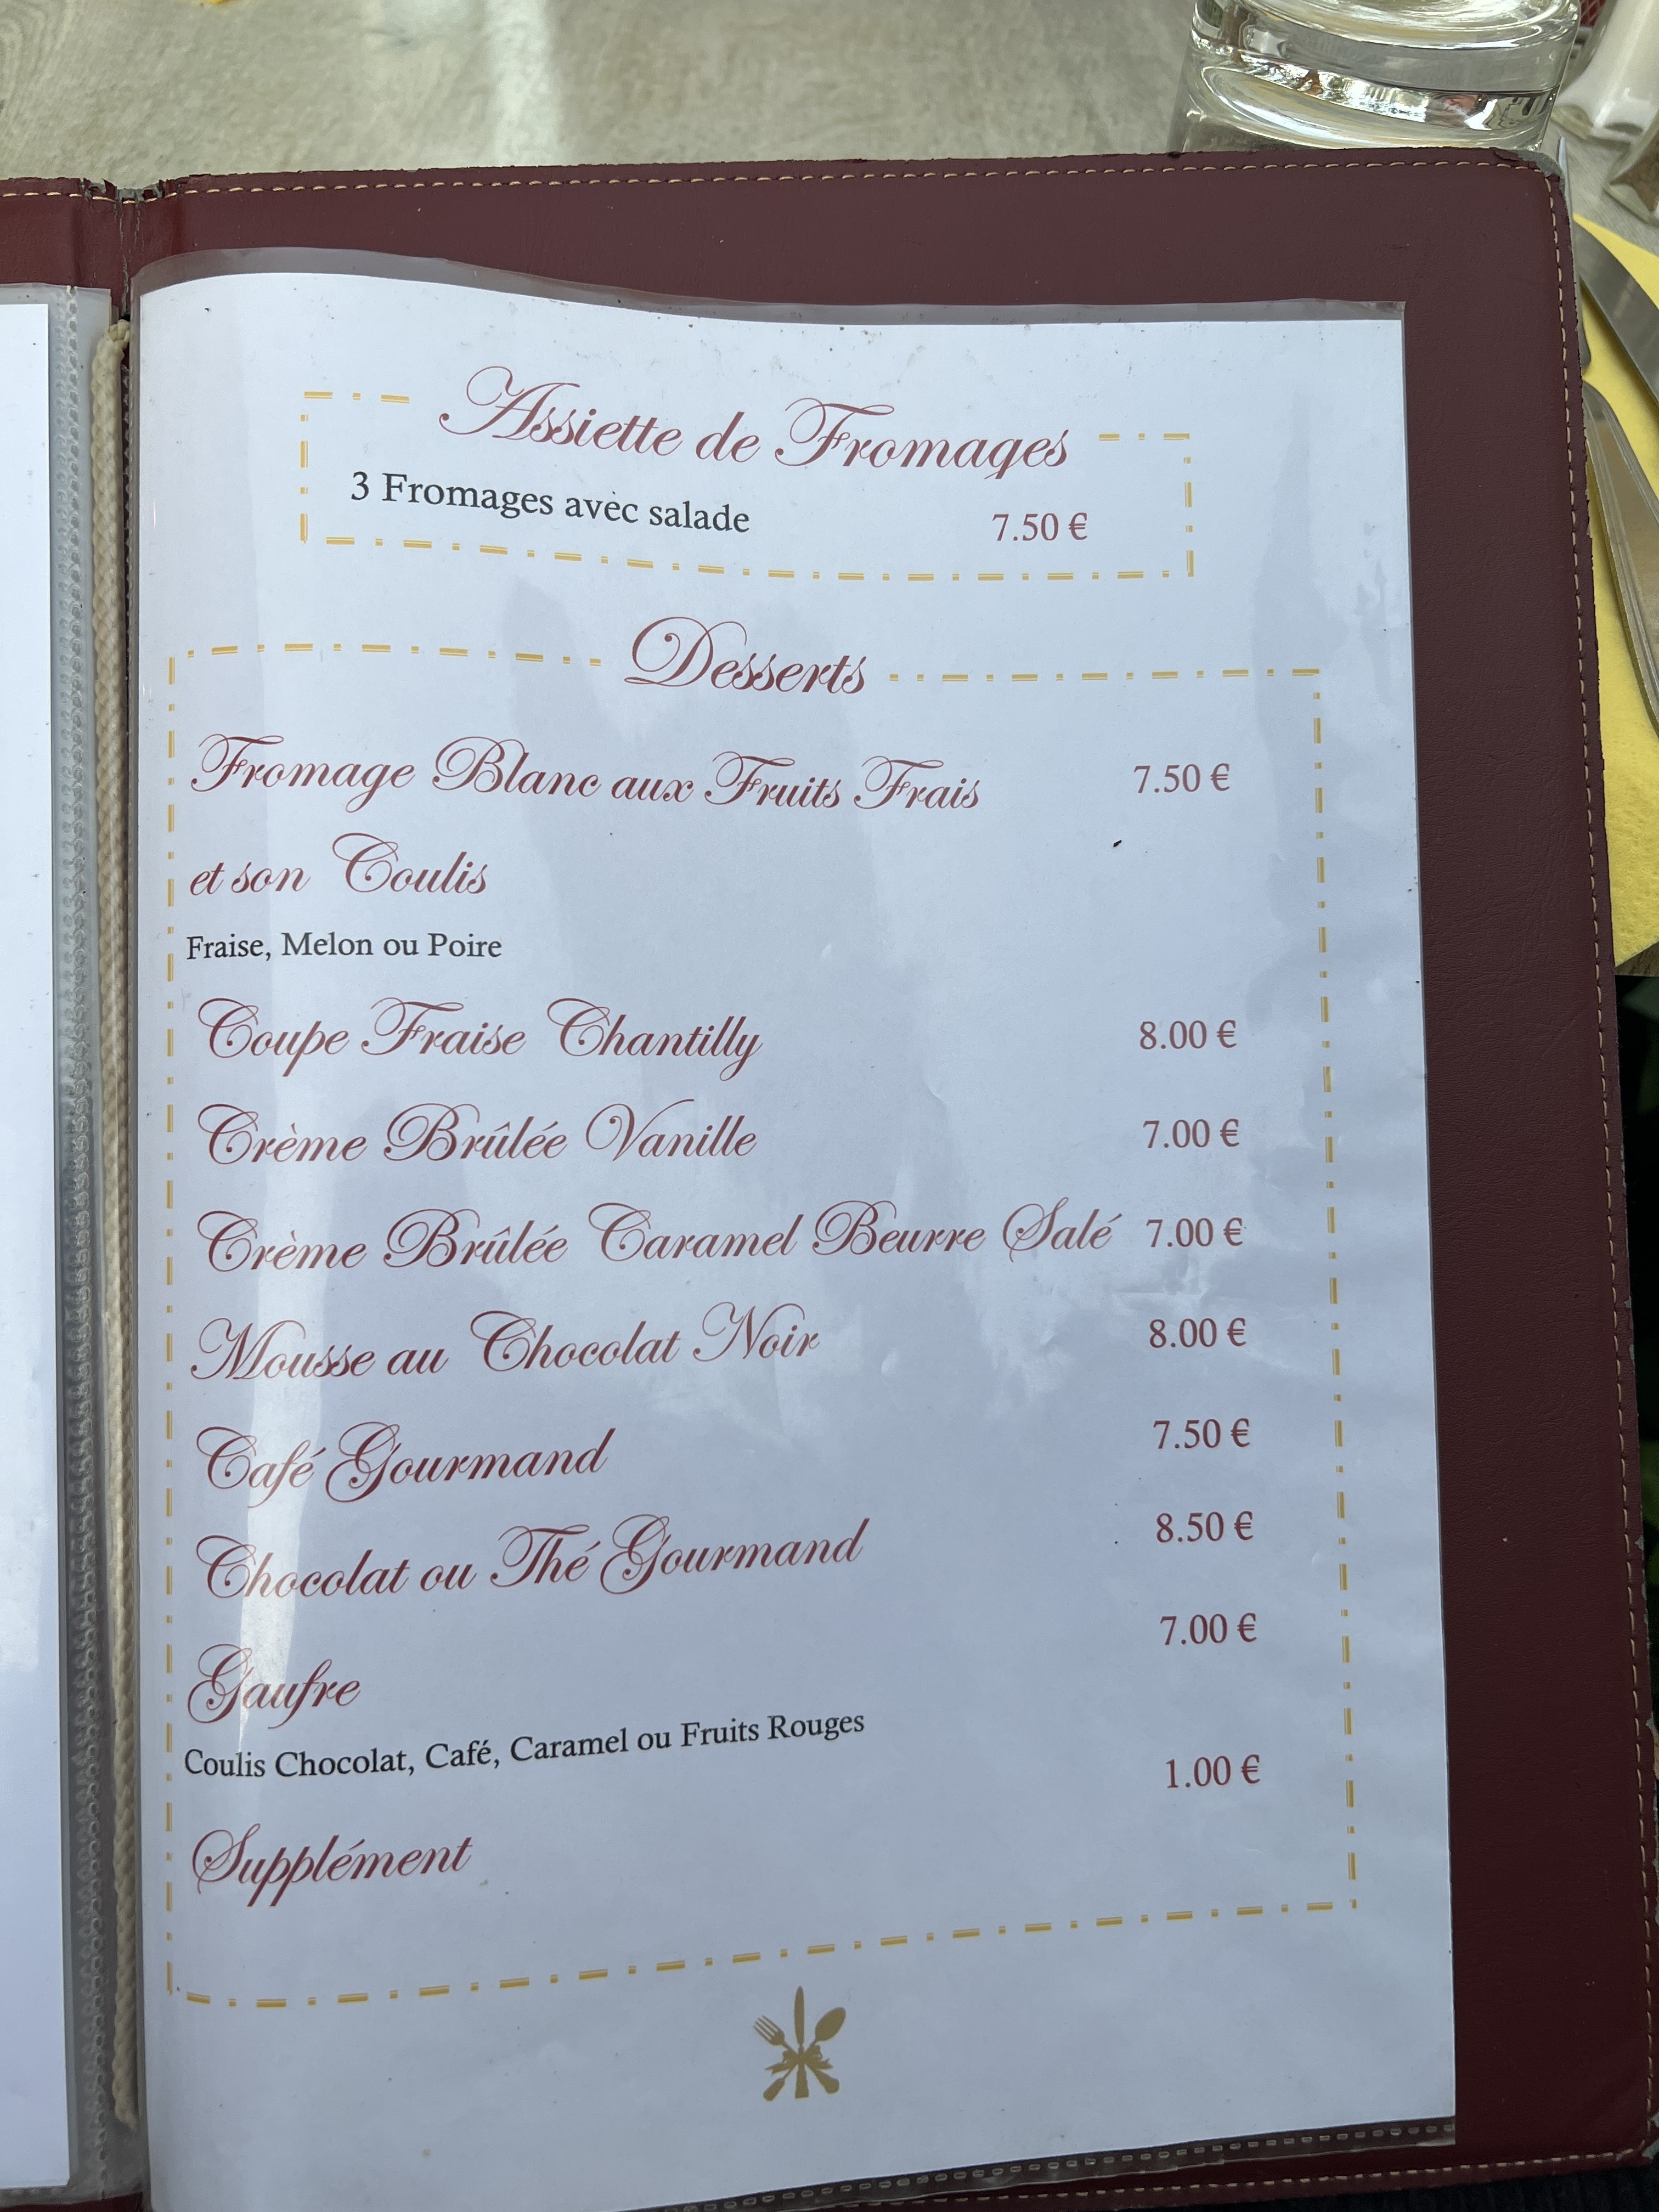 Assiette de Fromages
3 Fromages avec salade 7.50 €
Desserts
Fromage Blanc aux Fruits Frais 7.50 €
et son Coulis
Fraise, Melon ou Poire
Coupe Fraise Chantilly 8.00 €
Crème Brûlée Vanille 7.00 €
Crème Brûlée Caramel Beurre Salé 7.00 €
Mousse au Chocolat Noir 8.00 €
Café Gourmand 7.50 €
Chocolat ou Thé Gourmand 8.50 €
Gaufre 7.00 €
Coulis Chocolat, Café, Caramel ou Fruits Rouges
Supplément 1.00 €